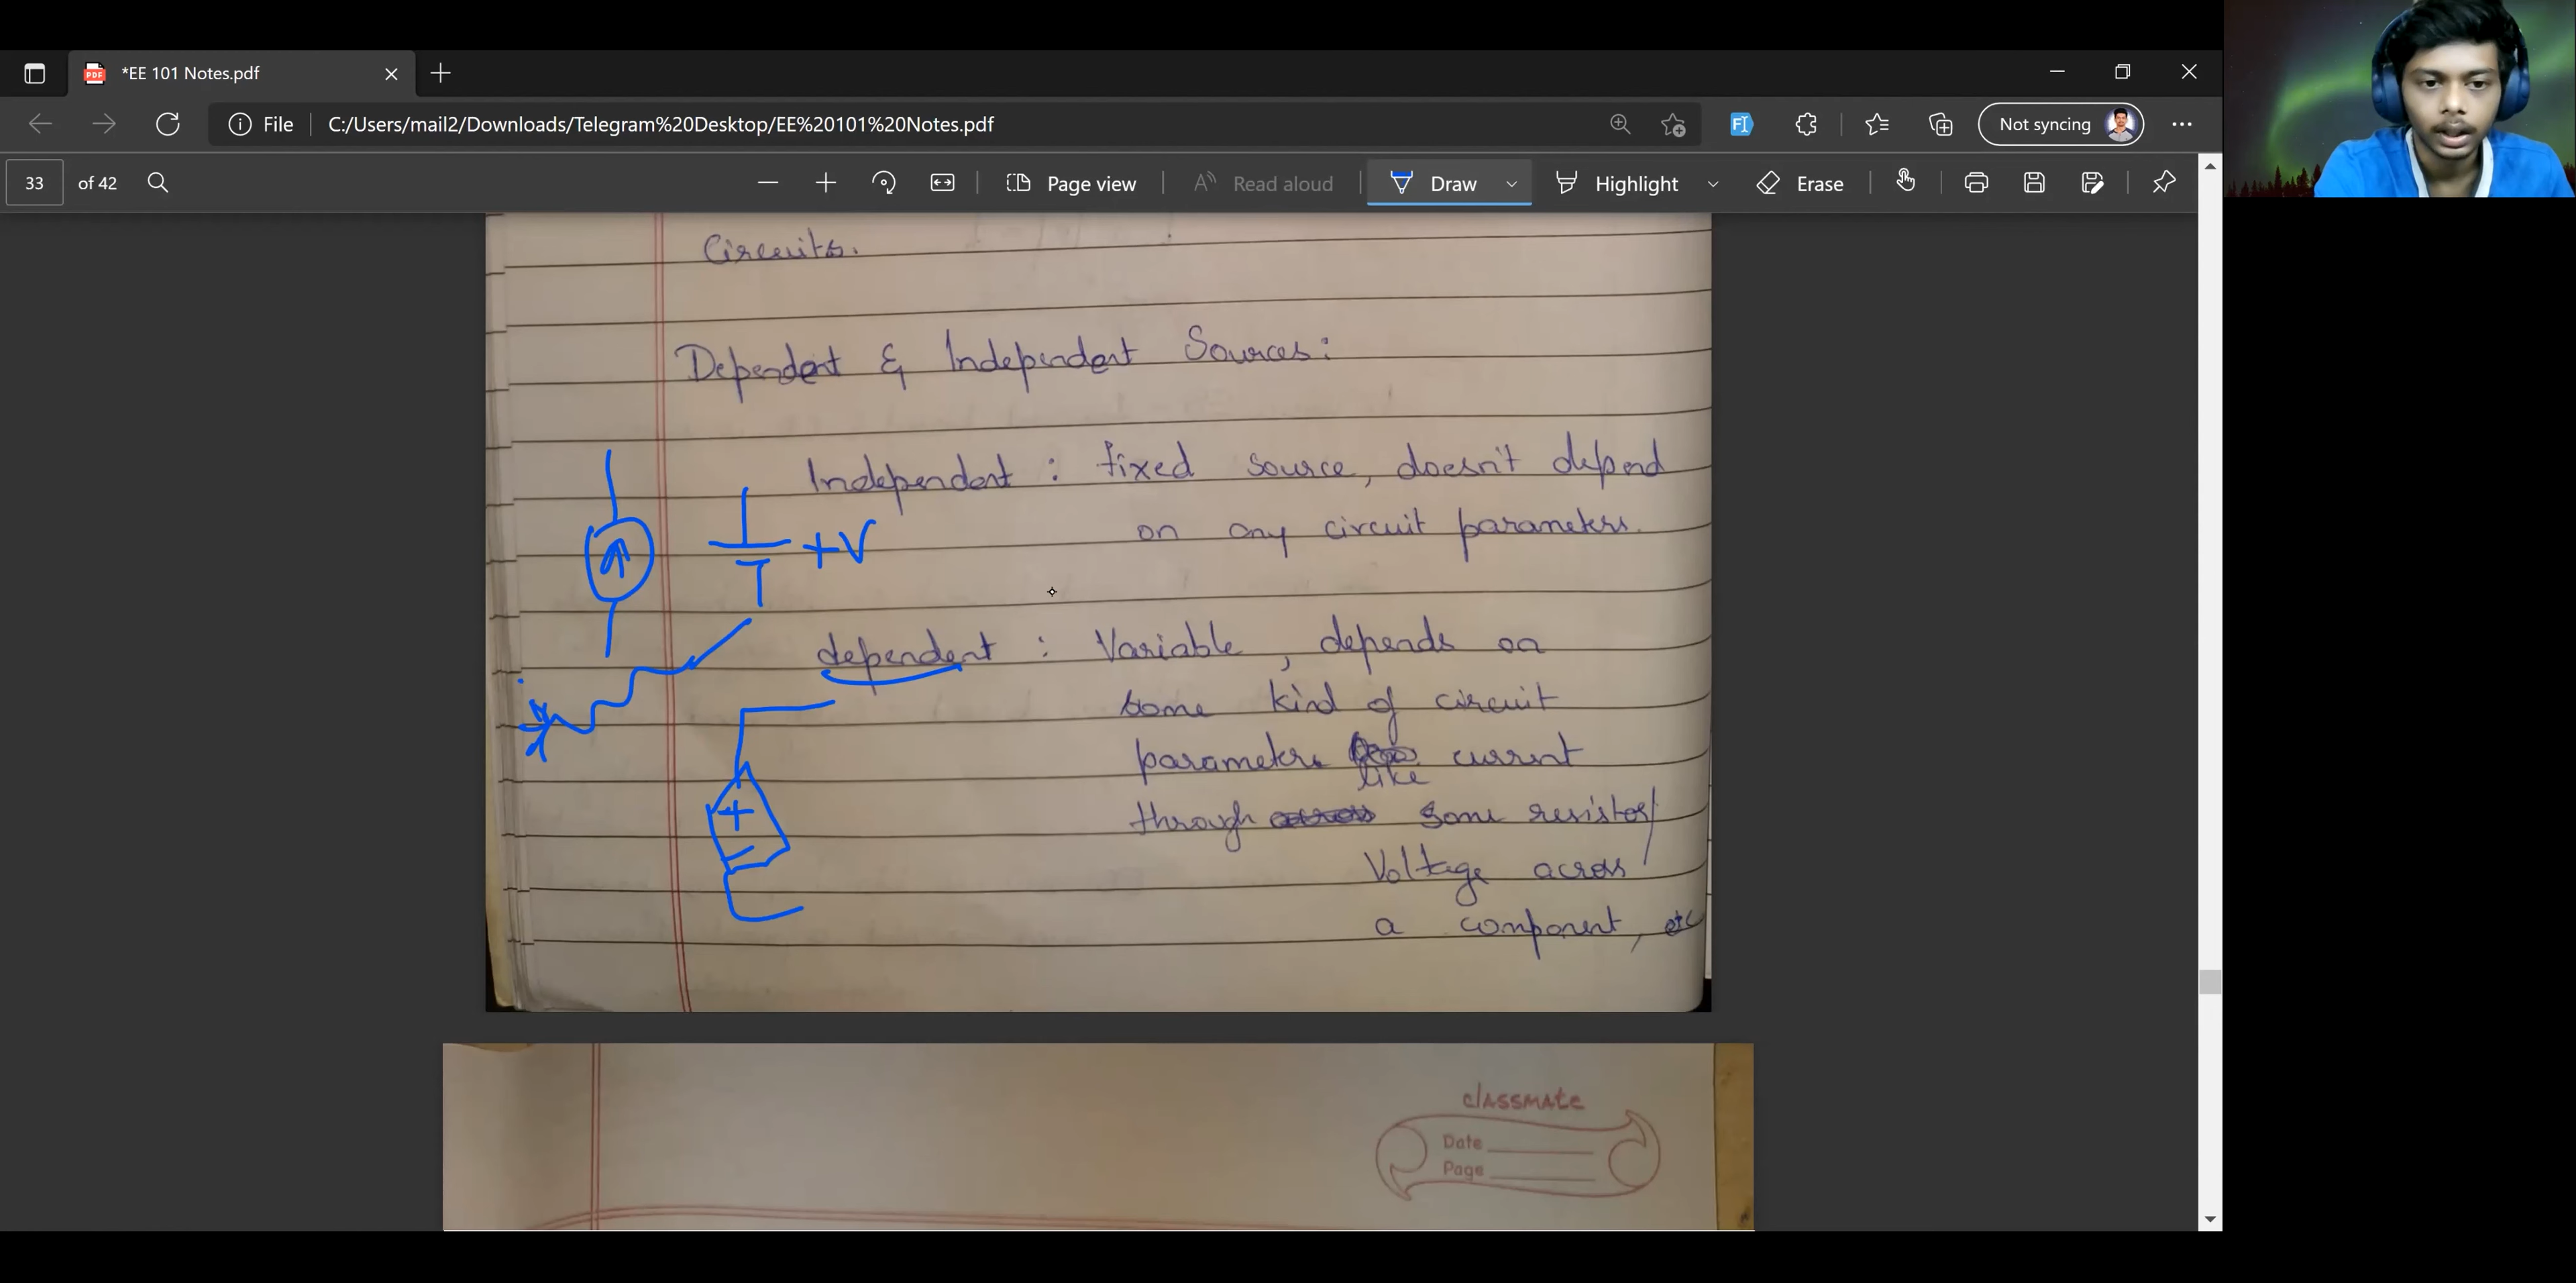 *EE 101 Notes.pdf
File C:/Users/mail2/Downloads/Telegram%20Desktop/EE%20101%20Notes.pdf Not syncing
33 of 42 Page view Read aloud Draw Highlight Erase
Circuits.
Dependent & Independent Sources:
Independent : fixed source, doesn't depend
on any circuit parameters.
+V
dependent : Variable, depends on
some kind of circuit
parameters like current
through some resistor/
Voltage across
a component, etc
+
-
classmate
Date
Page